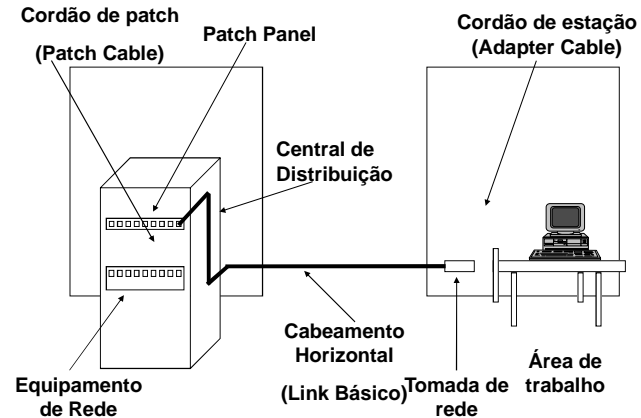 Cordão de patch
(Patch Cable)
Patch Panel
Cordão de estação
(Adapter Cable)
Central de
Distribuição
Cabeamento
Horizontal
(Link Básico)
Equipamento
de Rede
Tomada de
rede
Área de
trabalho